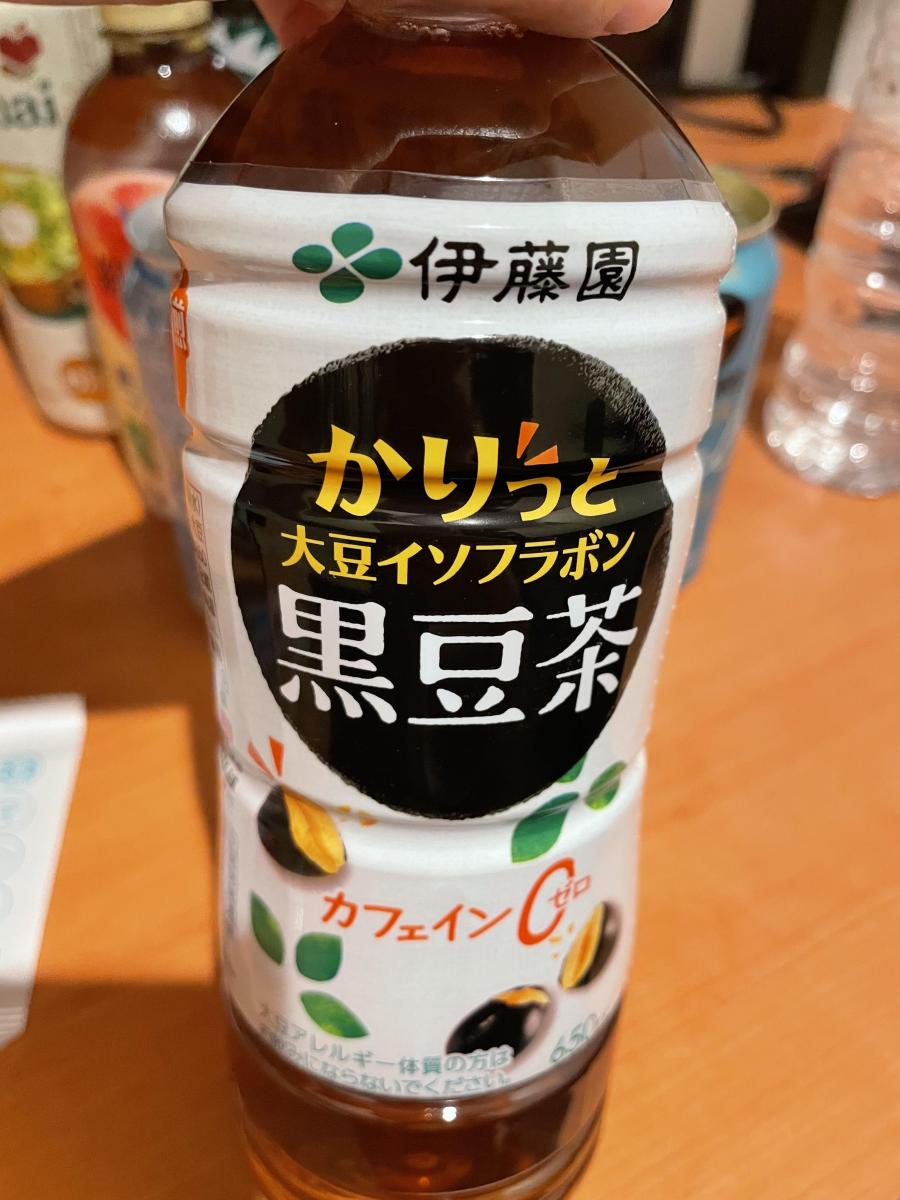 伊藤園
かりっと
大豆イソフラボン
黒豆茶
カフェイン0ゼロ
大豆アレルギー体質の方は
お飲みにならないでください。
650